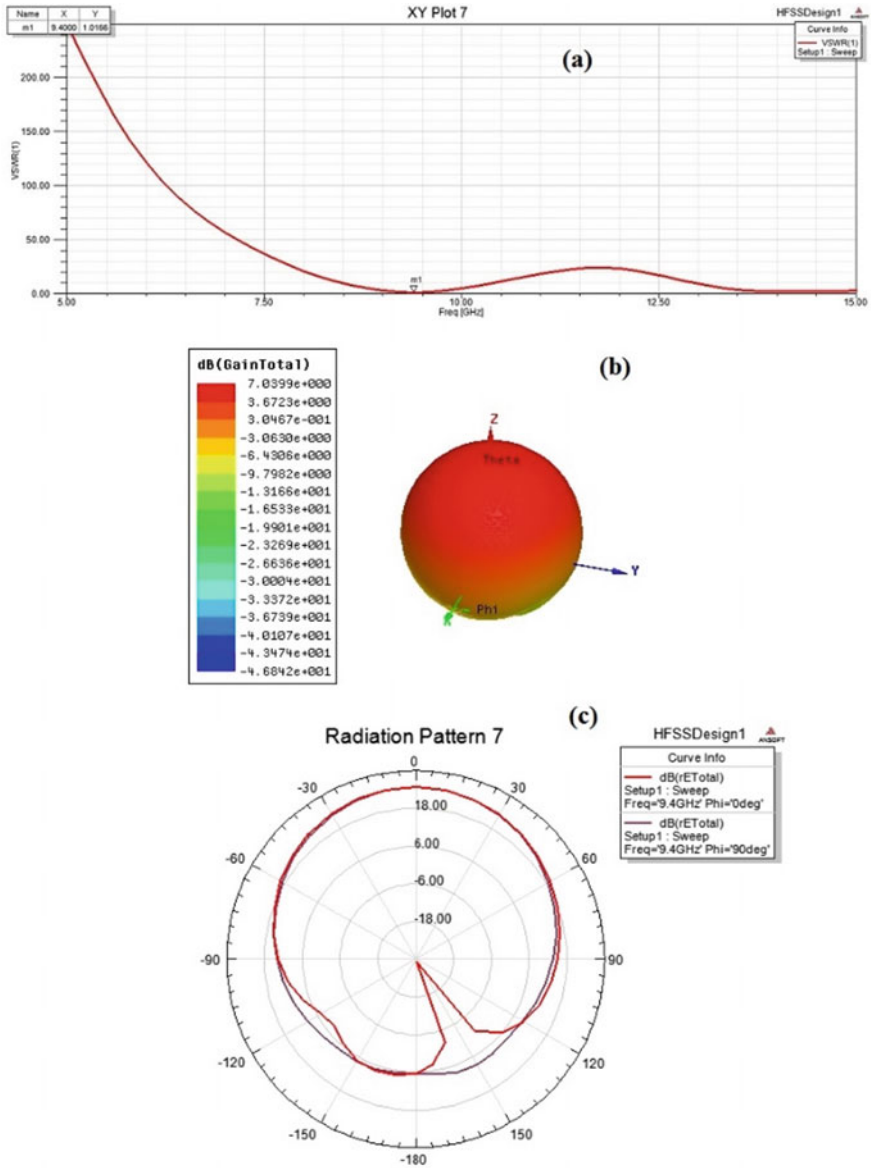 Name X Y
m1 9.4000 1.0166
XY Plot 7
HFSSDesign1
ANSOFT
Curve Info
VSWR(1)
Setup1 : Sweep
(a)
200.00
150.00
100.00
50.00
0.00
VSWR(1)
m1
5.00 7.50 10.00 12.50 15.00
Freq [GHz]
(b)
dB(GainTotal)
7.0399e+000
3.6723e+000
3.0467e-001
-3.0630e+000
-6.4306e+000
-9.7982e+000
-1.3166e+001
-1.6533e+001
-1.9901e+001
-2.3269e+001
-2.6636e+001
-3.0004e+001
-3.3372e+001
-3.6739e+001
-4.0107e+001
-4.3474e+001
-4.6842e+001
Z
Theta
Y
Phi
(c)
Radiation Pattern 7
HFSSDesign1
ANSOFT
Curve Info
dB(rETotal)
Setup1 : Sweep
Freq='9.4GHz' Phi='0deg'
dB(rETotal)
Setup1 : Sweep
Freq='9.4GHz' Phi='90deg'
0
-30 30
18.00
-60 6.00 60
-6.00
-18.00
-90 90
-120 120
-150 150
-180